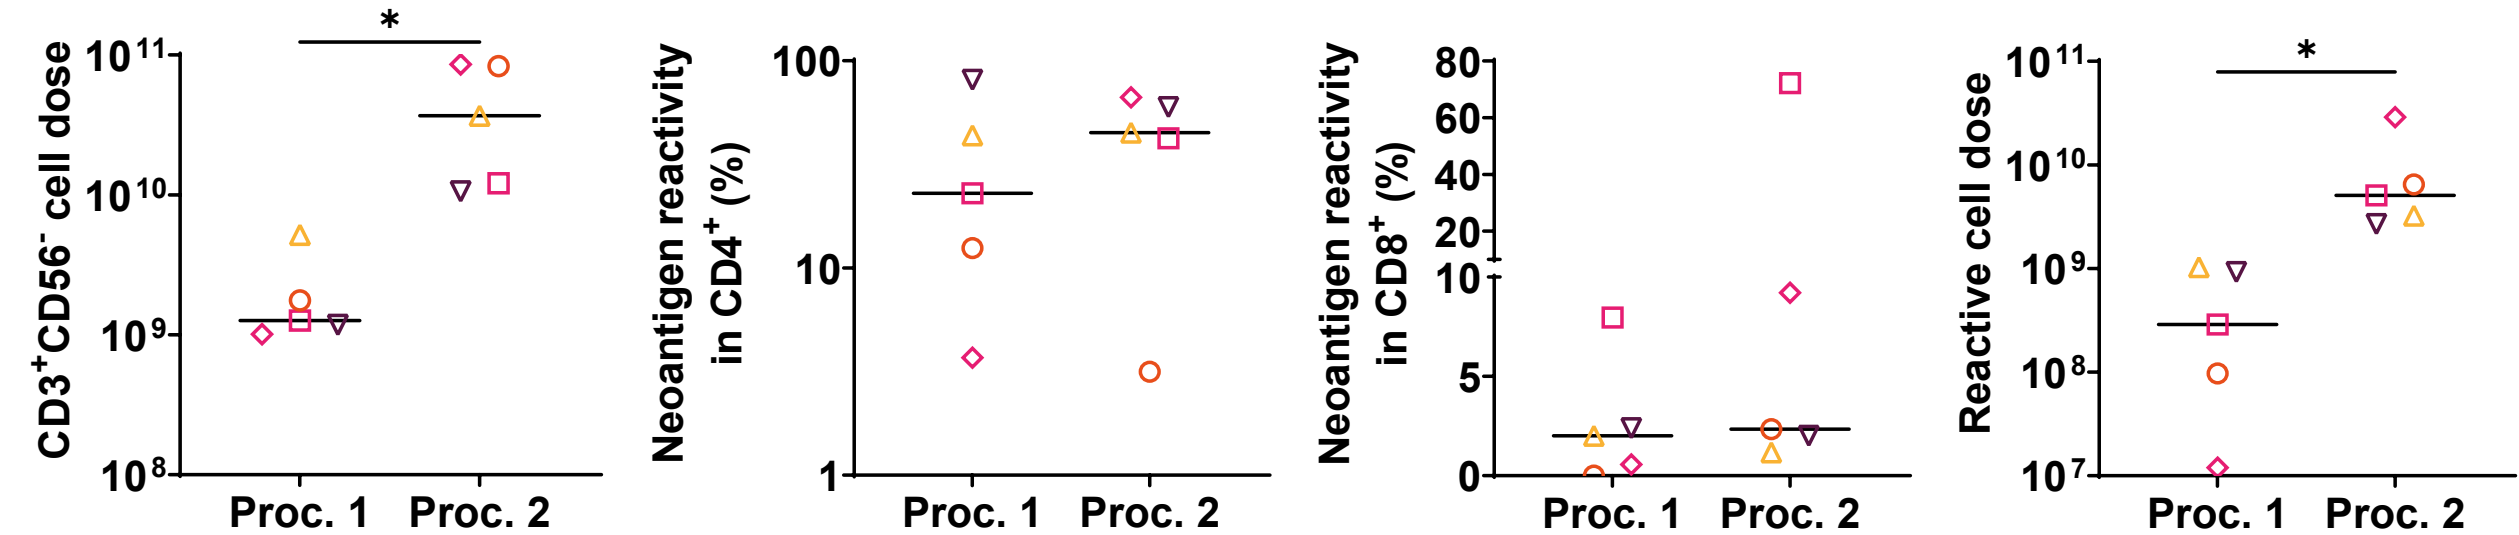 *
CD3⁺CD56⁻ cell dose
10¹¹
10¹⁰
10⁹
10⁸
Proc. 1
Proc. 2
Neoantigen reactivity
in CD4⁺ (%)
100
10
1
Proc. 1
Proc. 2
Neoantigen reactivity
in CD8⁺ (%)
80
60
40
20
10
5
0
Proc. 1
Proc. 2
*
Reactive cell dose
10¹¹
10¹⁰
10⁹
10⁸
10⁷
Proc. 1
Proc. 2